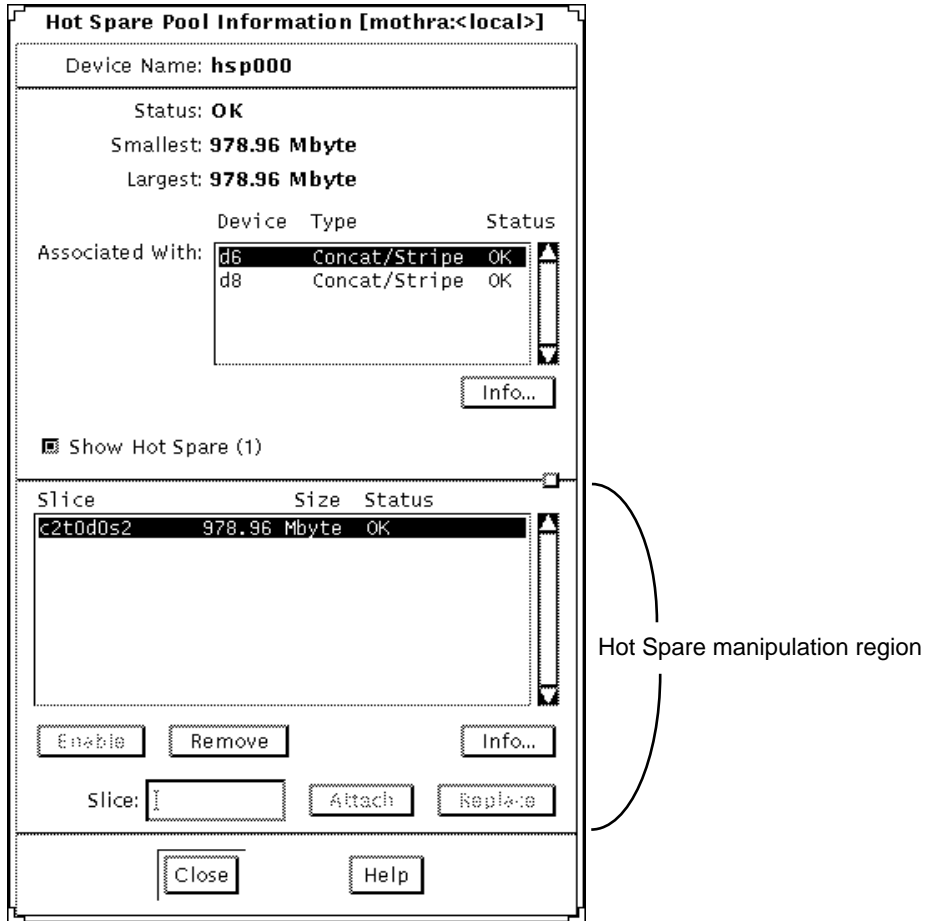 Hot Spare Pool Information [mothra:<local>]
Device Name: hsp000
Status: OK
Smallest: 978.96 Mbyte
Largest: 978.96 Mbyte
Device Type Status
Associated With: d6 Concat/Stripe OK
d8 Concat/Stripe OK
Info...
Show Hot Spare (1)
Slice Size Status
c2t0d0s2 978.96 Mbyte OK
Hot Spare manipulation region
Enable Remove Info...
Slice: Attach Replace
Close Help